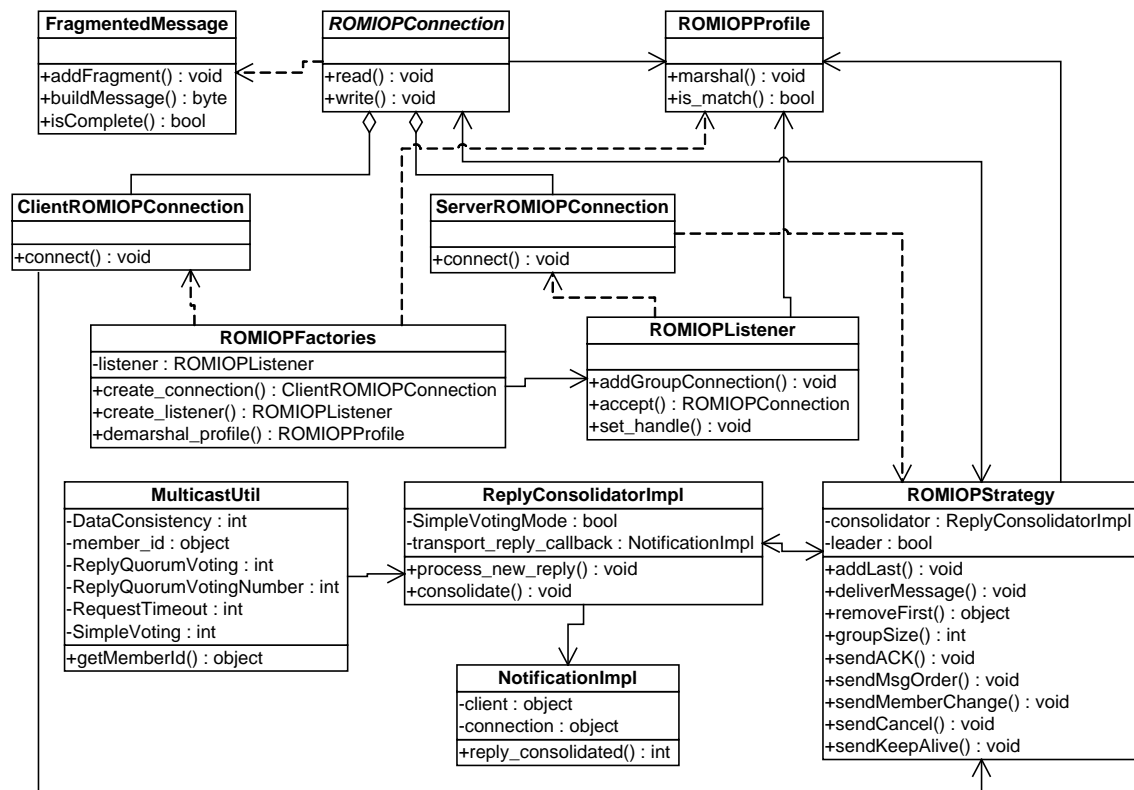 FragmentedMessage
+addFragment() : void
+buildMessage() : byte
+isComplete() : bool
ROMIOPConnection
+read() : void
+write() : void
ROMIOPProfile
+marshal() : void
+is_match() : bool
ClientROMIOPConnection
+connect() : void
ServerROMIOPConnection
+connect() : void
ROMIOPFactories
-listener : ROMIOPListener
+create_connection() : ClientROMIOPConnection
+create_listener() : ROMIOPListener
+demarshal_profile() : ROMIOPProfile
ROMIOPListener
+addGroupConnection() : void
+accept() : ROMIOPConnection
+set_handle() : void
MulticastUtil
-DataConsistency : int
-member_id : object
-ReplyQuorumVoting : int
-ReplyQuorumVotingNumber : int
-RequestTimeout : int
-SimpleVoting : int
+getMemberId() : object
ReplyConsolidatorImpl
-SimpleVotingMode : bool
-transport_reply_callback : NotificationImpl
+process_new_reply() : void
+consolidate() : void
NotificationImpl
-client : object
-connection : object
+reply_consolidated() : int
ROMIOPStrategy
-consolidator : ReplyConsolidatorImpl
-leader : bool
+addLast() : void
+deliverMessage() : void
+removeFirst() : object
+groupSize() : int
+sendACK() : void
+sendMsgOrder() : void
+sendMemberChange() : void
+sendCancel() : void
+sendKeepAlive() : void